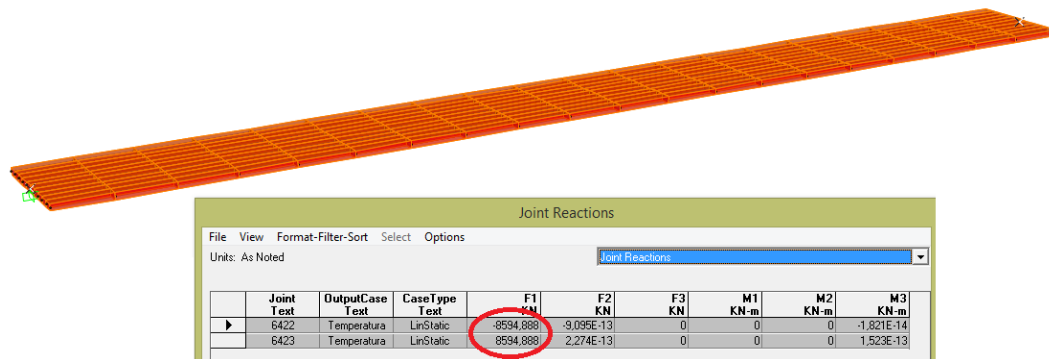 Joint Reactions
File View Format-Filter-Sort Select Options
Units: As Noted
Joint Reactions
Joint OutputCase CaseType F1 F2 F3 M1 M2 M3
Text Text Text KN KN KN KN-m KN-m KN-m
6422 Temperatura LinStatic -8594,888 -9,095E-13 0 0 0 -1,821E-14
6423 Temperatura LinStatic 8594,888 2,274E-13 0 0 0 1,523E-13